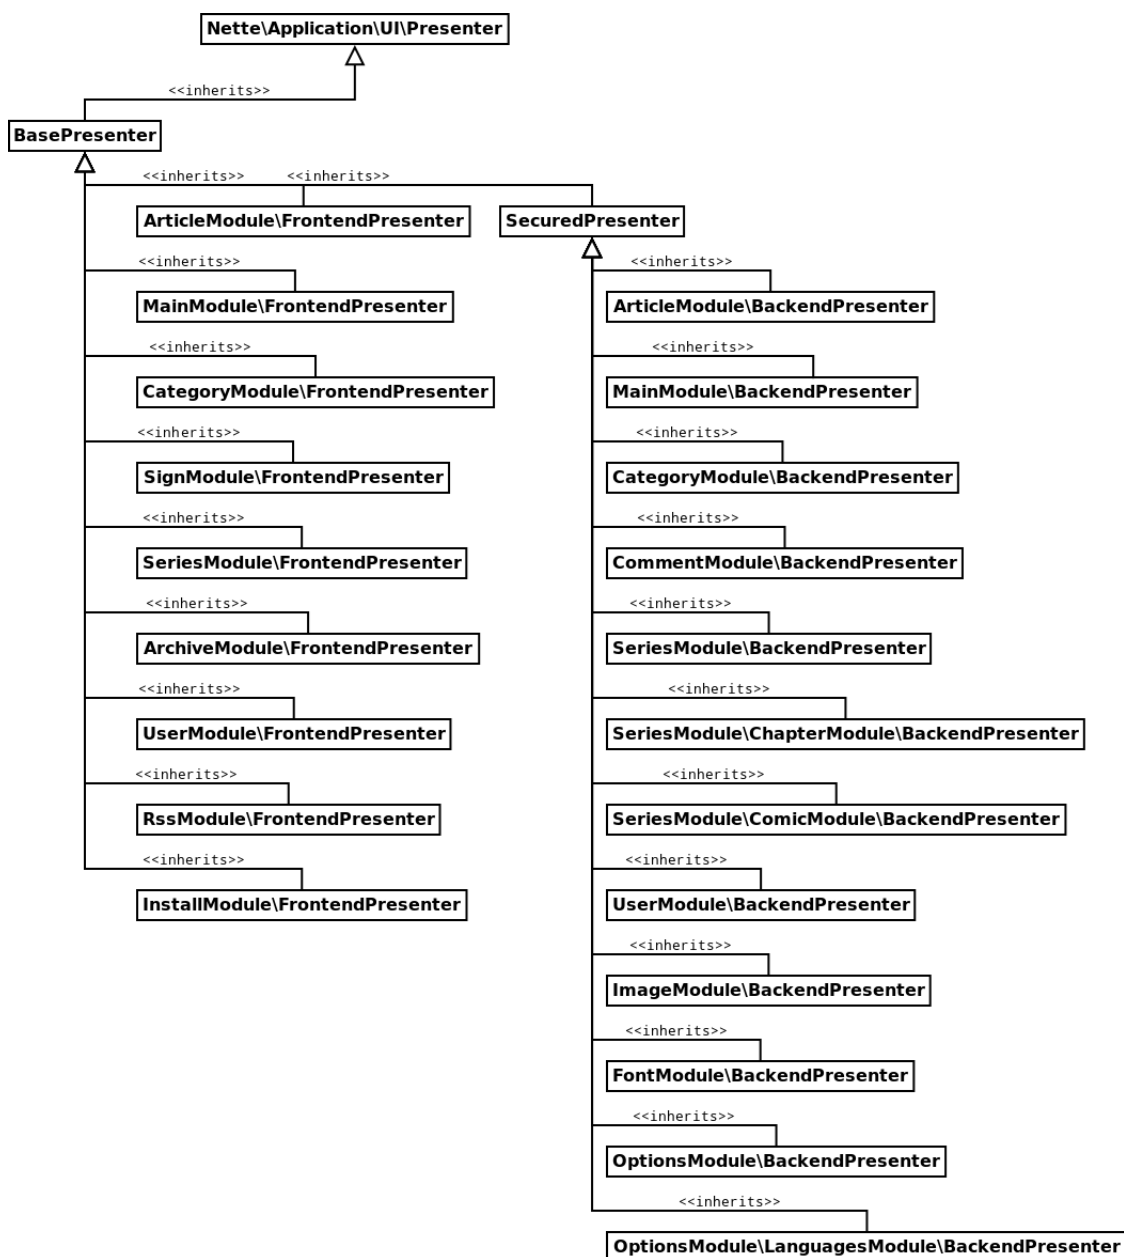 Nette\Application\UI\Presenter
<<inherits>>
BasePresenter
<<inherits>> <<inherits>>
ArticleModule\FrontendPresenter
SecuredPresenter
<<inherits>>
MainModule\FrontendPresenter
<<inherits>>
CategoryModule\FrontendPresenter
<<inherits>>
SignModule\FrontendPresenter
<<inherits>>
SeriesModule\FrontendPresenter
<<inherits>>
ArchiveModule\FrontendPresenter
<<inherits>>
UserModule\FrontendPresenter
<<inherits>>
RssModule\FrontendPresenter
<<inherits>>
InstallModule\FrontendPresenter
<<inherits>>
ArticleModule\BackendPresenter
<<inherits>>
MainModule\BackendPresenter
<<inherits>>
CategoryModule\BackendPresenter
<<inherits>>
CommentModule\BackendPresenter
<<inherits>>
SeriesModule\BackendPresenter
<<inherits>>
SeriesModule\ChapterModule\BackendPresenter
<<inherits>>
SeriesModule\ComicModule\BackendPresenter
<<inherits>>
UserModule\BackendPresenter
<<inherits>>
ImageModule\BackendPresenter
<<inherits>>
FontModule\BackendPresenter
<<inherits>>
OptionsModule\BackendPresenter
<<inherits>>
OptionsModule\LanguagesModule\BackendPresenter